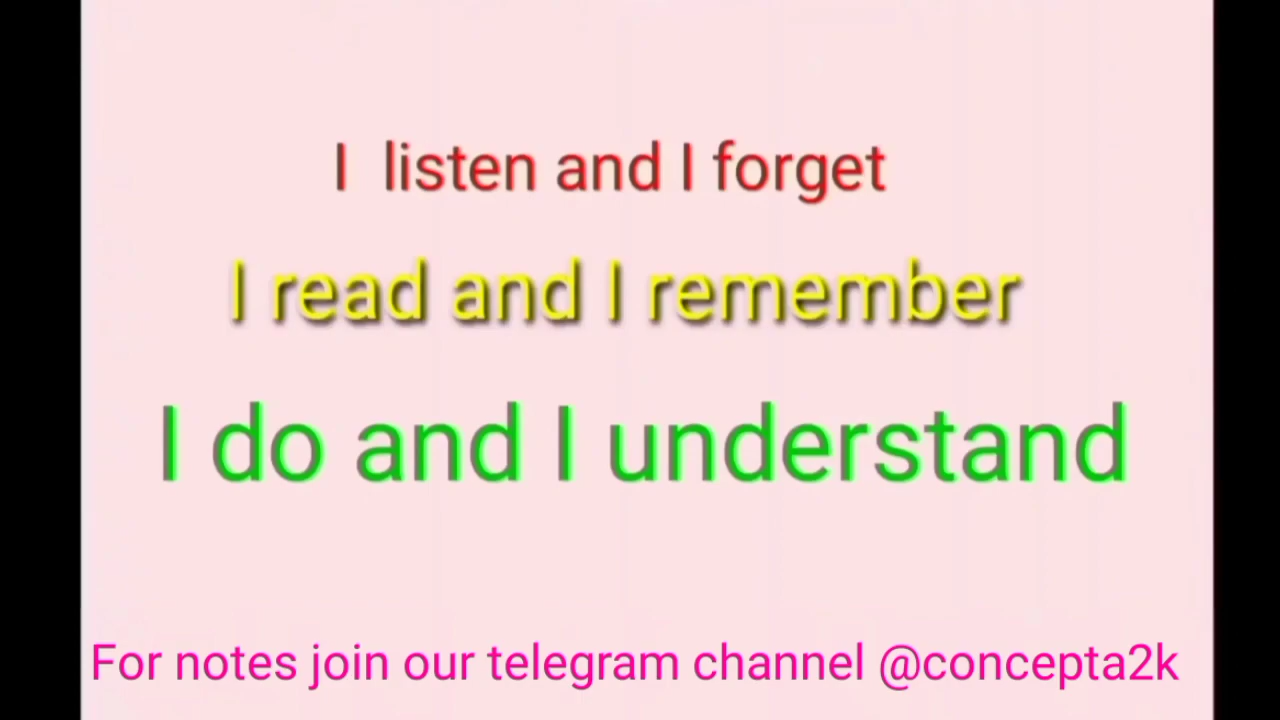 I listen and I forget
I read and I remember
I do and I understand
For notes join our telegram channel @concepta2k